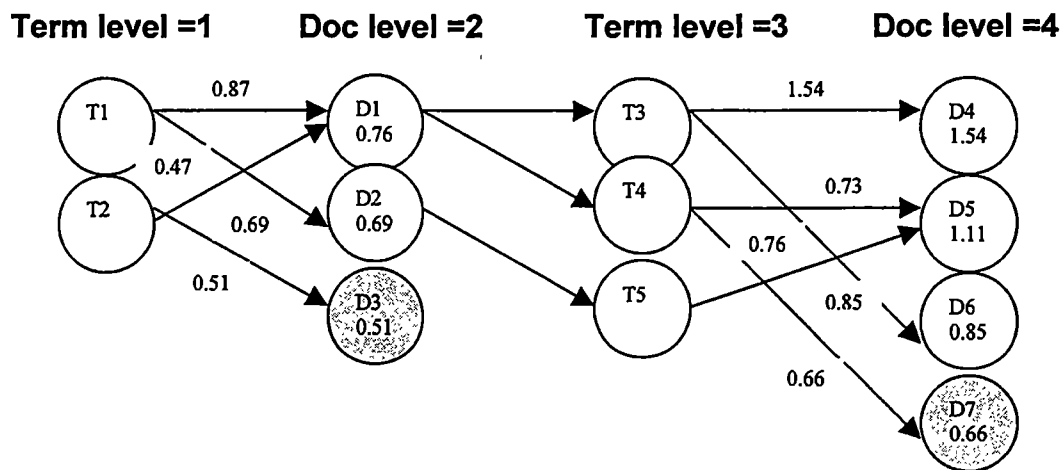 Term level =1 Doc level =2 Term level =3 Doc level =4
T1
0.87
D1
0.76
T3
1.54
D4
1.54
0.47
T2
0.69
D2
0.69
T4
0.73
D5
1.11
0.76
0.51
D3
0.51
T5
0.85
D6
0.85
0.66
D7
0.66